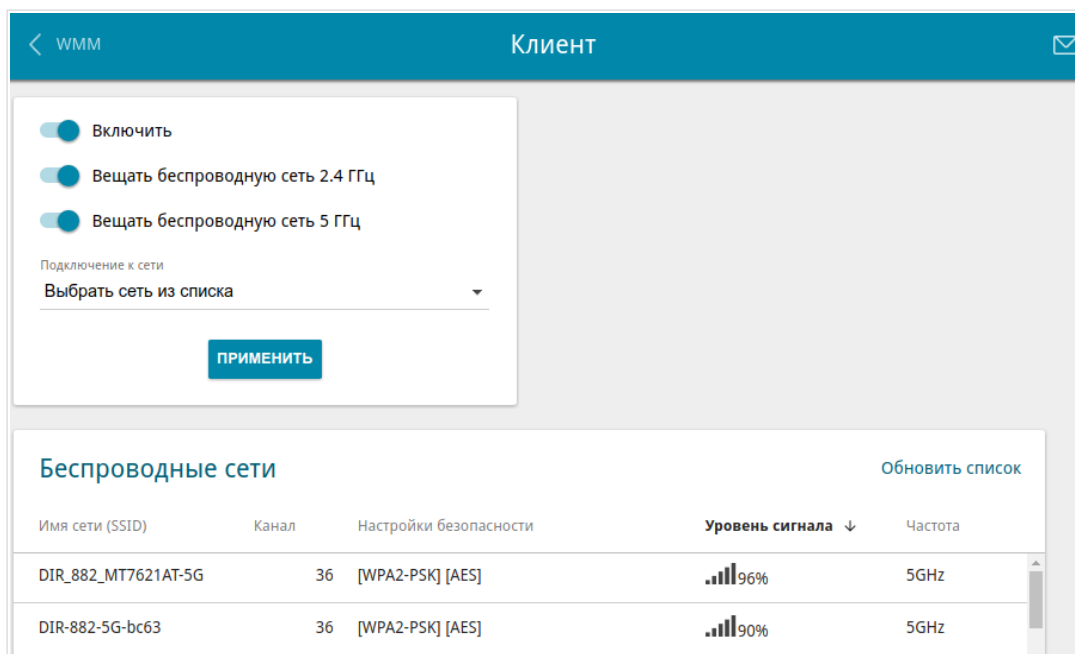 WMM Клиент
Включить
Вещать беспроводную сеть 2.4 ГГц
Вещать беспроводную сеть 5 ГГц
Подключение к сети
Выбрать сеть из списка
ПРИМЕНИТЬ
Беспроводные сети Обновить список
Имя сети (SSID) Канал Настройки безопасности Уровень сигнала Частота
DIR_882_MT7621AT-5G 36 [WPA2-PSK] [AES] 96% 5GHz
DIR-882-5G-bc63 36 [WPA2-PSK] [AES] 90% 5GHz